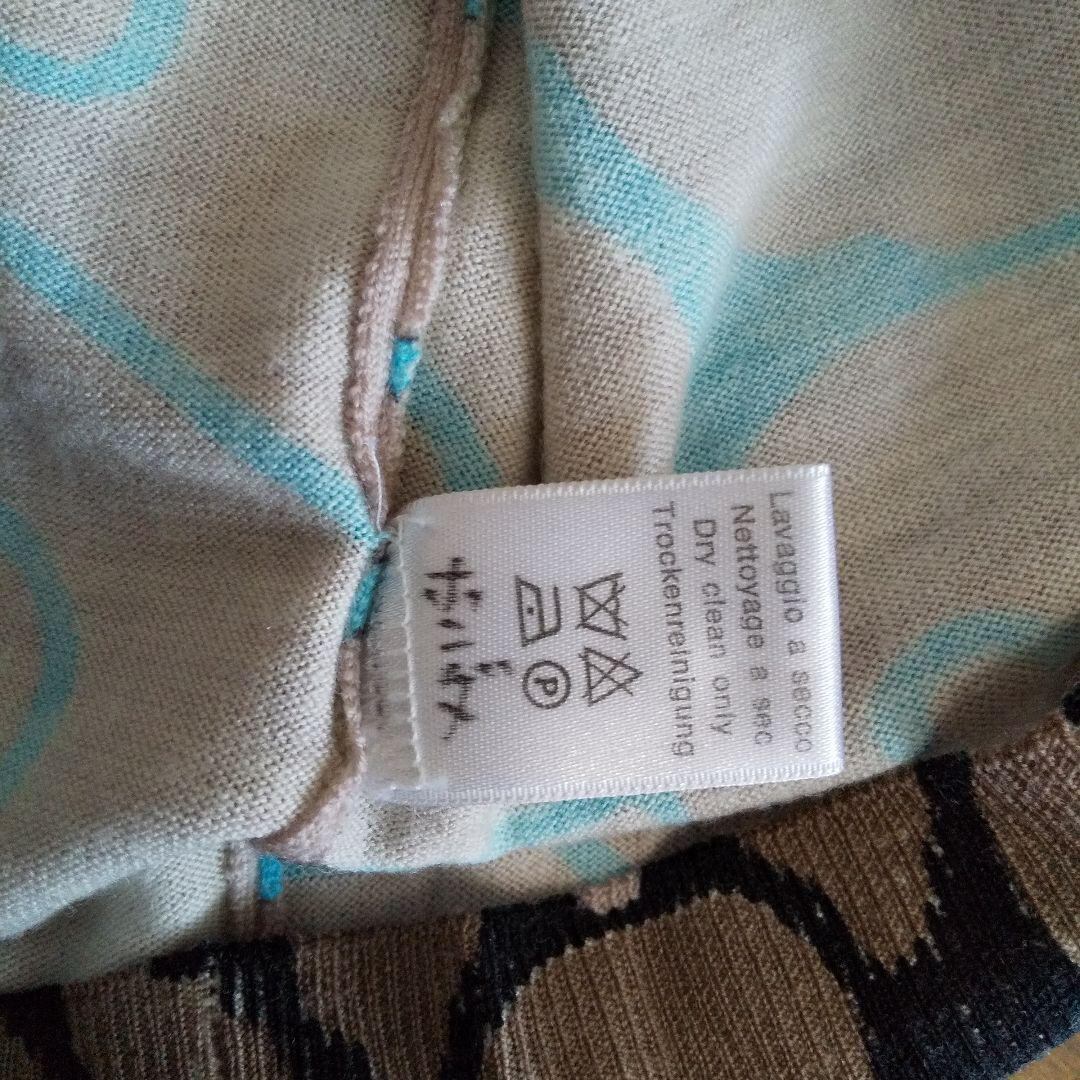 Lavaggio a secco
Nettoyage a sec
Dry clean only
Trockenreinigung
P